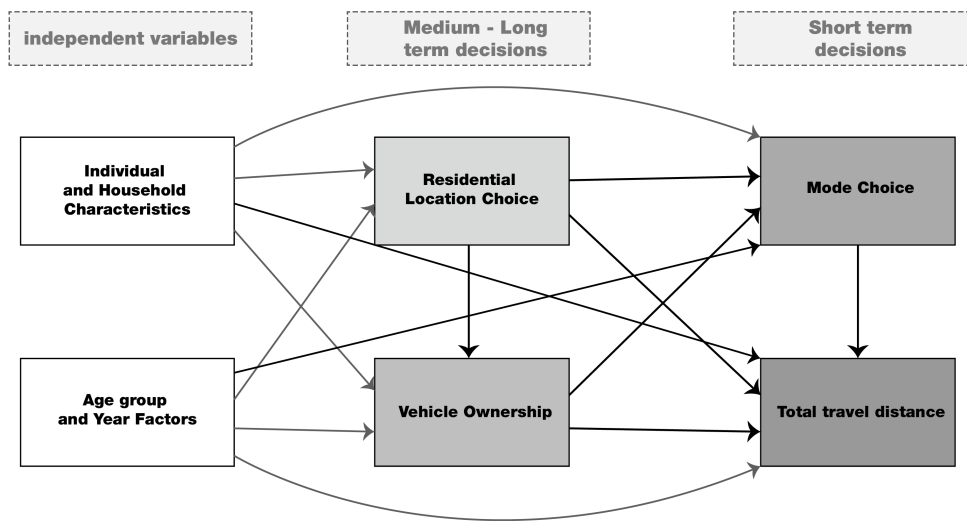 independent variables
Medium - Long
term decisions
Short term
decisions
Individual
and Household
Characteristics
Residential
Location Choice
Mode Choice
Age group
and Year Factors
Vehicle Ownership
Total travel distance